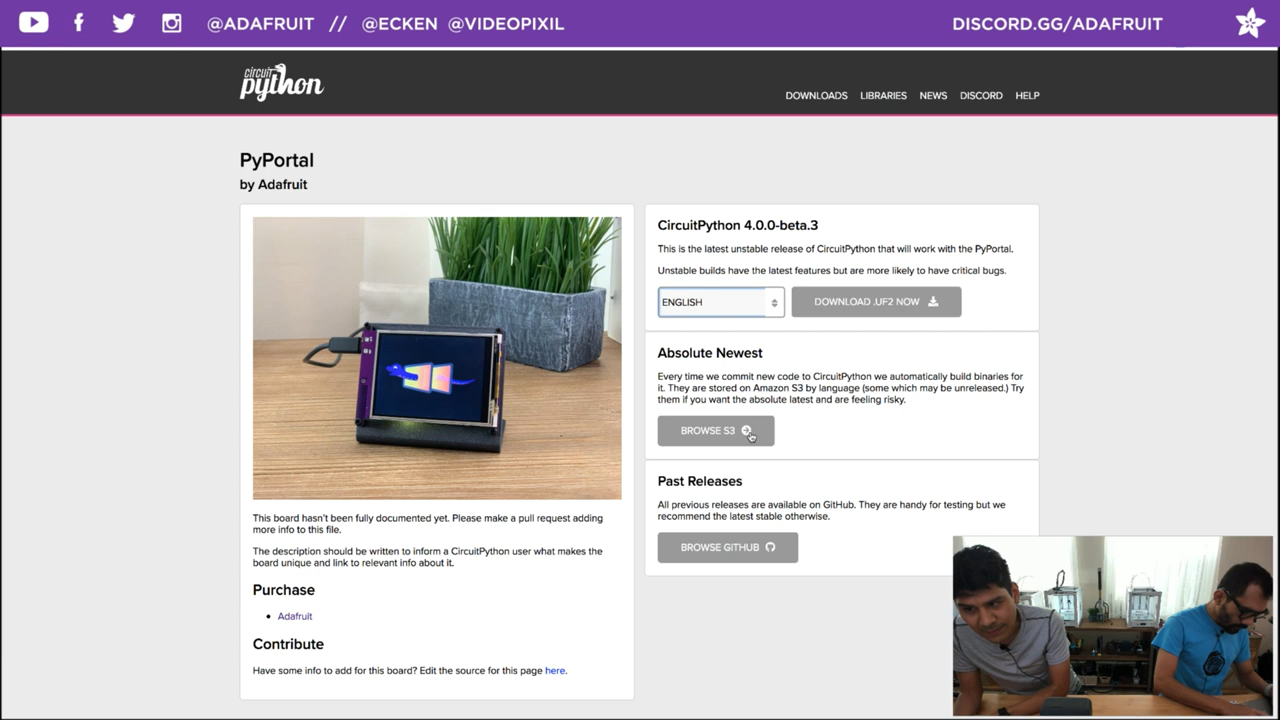 @ADAFRUIT // @ECKEN @VIDEOPIXIL
DISCORD.GG/ADAFRUIT
circuit
python
DOWNLOADS LIBRARIES NEWS DISCORD HELP
PyPortal
by Adafruit
This board hasn't been fully documented yet. Please make a pull request adding
more info to this file.
The description should be written to inform a CircuitPython user what makes the
board unique and link to relevant info about it.
Purchase
• Adafruit
Contribute
Have some info to add for this board? Edit the source for this page here.
CircuitPython 4.0.0-beta.3
This is the latest unstable release of CircuitPython that will work with the PyPortal.
Unstable builds have the latest features but are more likely to have critical bugs.
ENGLISH
DOWNLOAD .UF2 NOW
Absolute Newest
Every time we commit new code to CircuitPython we automatically build binaries for
it. They are stored on Amazon S3 by language (some which may be unreleased.) Try
them if you want the absolute latest and are feeling risky.
BROWSE S3
Past Releases
All previous releases are available on GitHub. They are handy for testing but we
recommend the latest stable otherwise.
BROWSE GITHUB